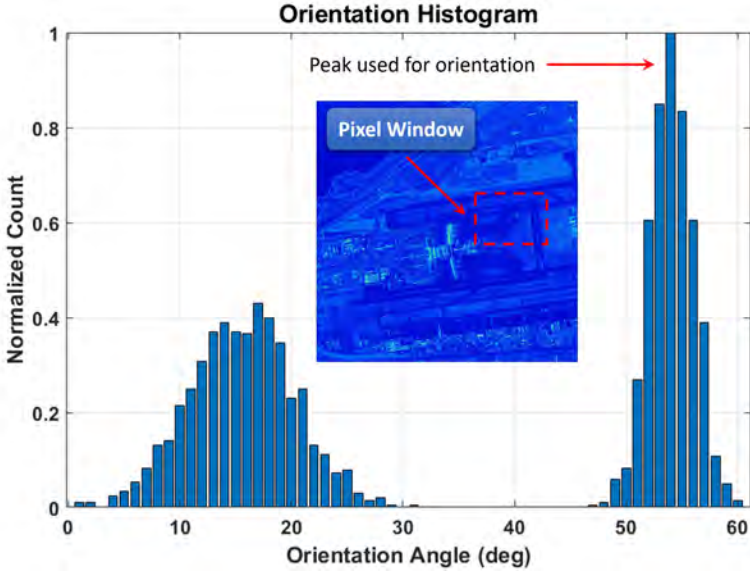 Orientation Histogram
1
Peak used for orientation
0.8
Pixel Window
0.6
0.4
0.2
0
Normalized Count
0 10 20 30 40 50 60
Orientation Angle (deg)